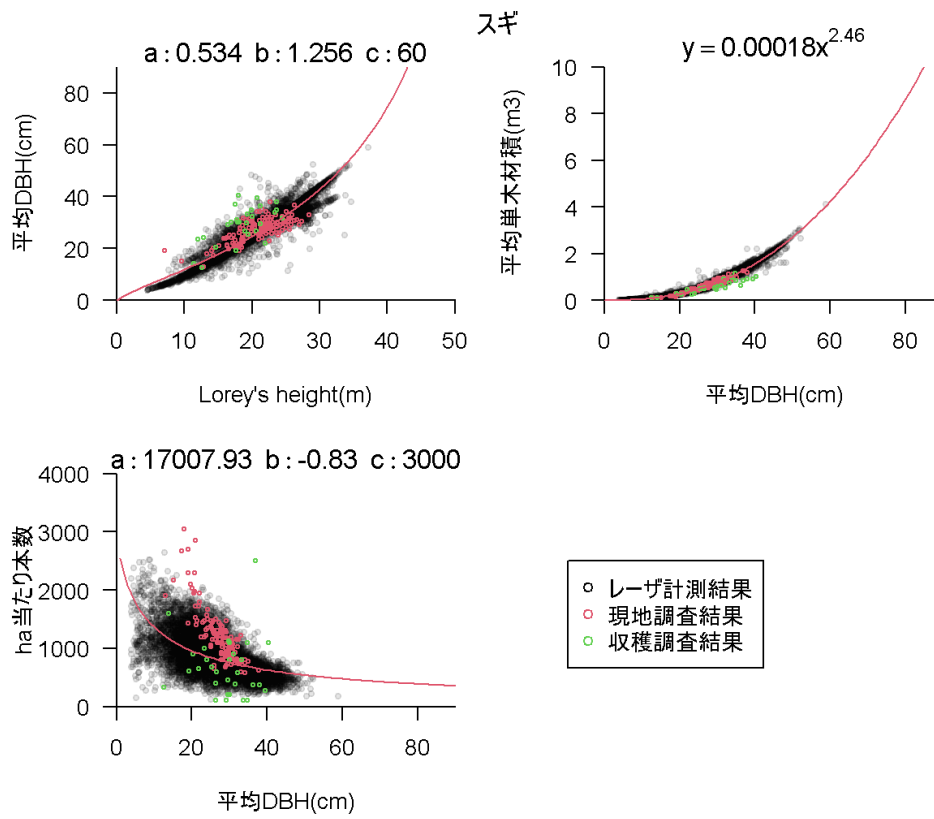 スギ
a : 0.534 b : 1.256 c : 60
平均DBH(cm)
80
60
40
20
0
0 10 20 30 40 50
Lorey's height(m)
y = 0.00018x^2.46
平均単木材積(m3)
10
8
6
4
2
0
0 20 40 60 80
平均DBH(cm)
a : 17007.93 b : -0.83 c : 3000
ha当たり本数
4000
3000
2000
1000
0
0 20 40 60 80
平均DBH(cm)
レーザ計測結果
現地調査結果
収穫調査結果